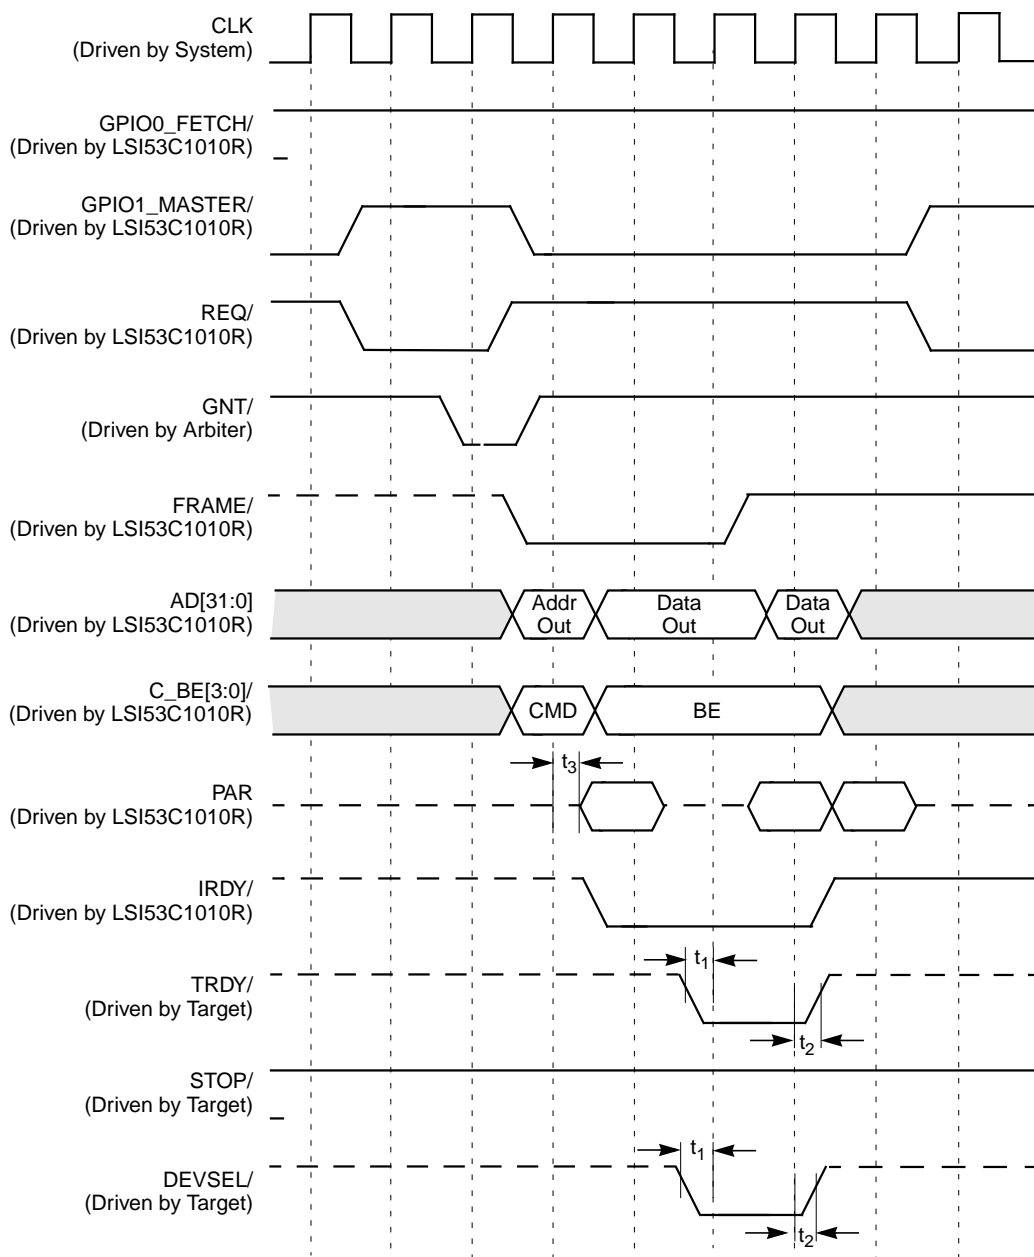 CLK
(Driven by System)
GPIO0_FETCH/
(Driven by LSI53C1010R)
GPIO1_MASTER/
(Driven by LSI53C1010R)
REQ/
(Driven by LSI53C1010R)
GNT/
(Driven by Arbiter)
FRAME/
(Driven by LSI53C1010R)
AD[31:0]
(Driven by LSI53C1010R)
Addr
Out
Data
Out
Data
Out
C_BE[3:0]/
(Driven by LSI53C1010R)
CMD
BE
t3
PAR
(Driven by LSI53C1010R)
IRDY/
(Driven by LSI53C1010R)
t1
TRDY/
(Driven by Target)
t2
STOP/
(Driven by Target)
t1
DEVSEL/
(Driven by Target)
t2